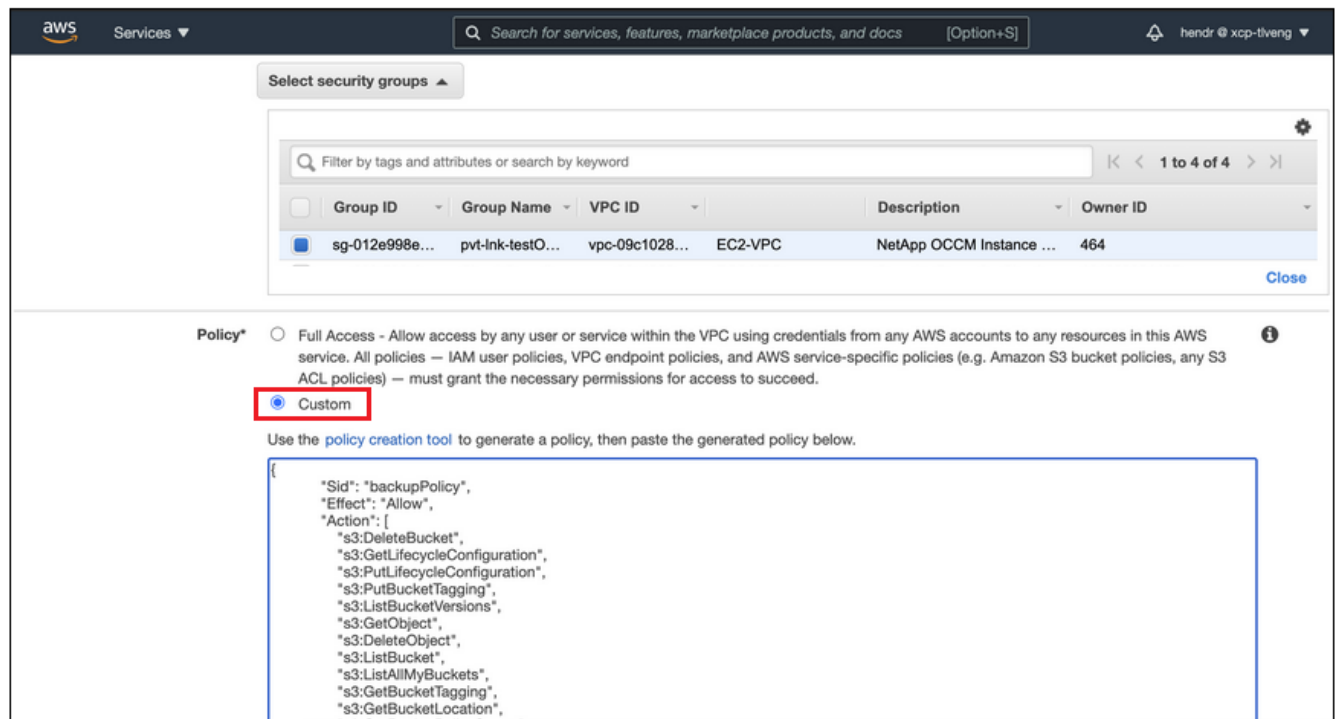 aws Services ▼ Search for services, features, marketplace products, and docs [Option+S] hendr @ xcp-tlveng ▼
Select security groups ▲
Filter by tags and attributes or search by keyword 1 to 4 of 4
Group ID Group Name VPC ID Description Owner ID
sg-012e998e... pvt-lnk-testO... vpc-09c1028... EC2-VPC NetApp OCCM Instance ... 464
Close
Policy* Full Access - Allow access by any user or service within the VPC using credentials from any AWS accounts to any resources in this AWS
service. All policies — IAM user policies, VPC endpoint policies, and AWS service-specific policies (e.g. Amazon S3 bucket policies, any S3
ACL policies) — must grant the necessary permissions for access to succeed.
Custom
Use the policy creation tool to generate a policy, then paste the generated policy below.
{
"Sid": "backupPolicy",
"Effect": "Allow",
"Action": [
"s3:DeleteBucket",
"s3:GetLifecycleConfiguration",
"s3:PutLifecycleConfiguration",
"s3:PutBucketTagging",
"s3:ListBucketVersions",
"s3:GetObject",
"s3:DeleteObject",
"s3:ListBucket",
"s3:ListAllMyBuckets",
"s3:GetBucketTagging",
"s3:GetBucketLocation",